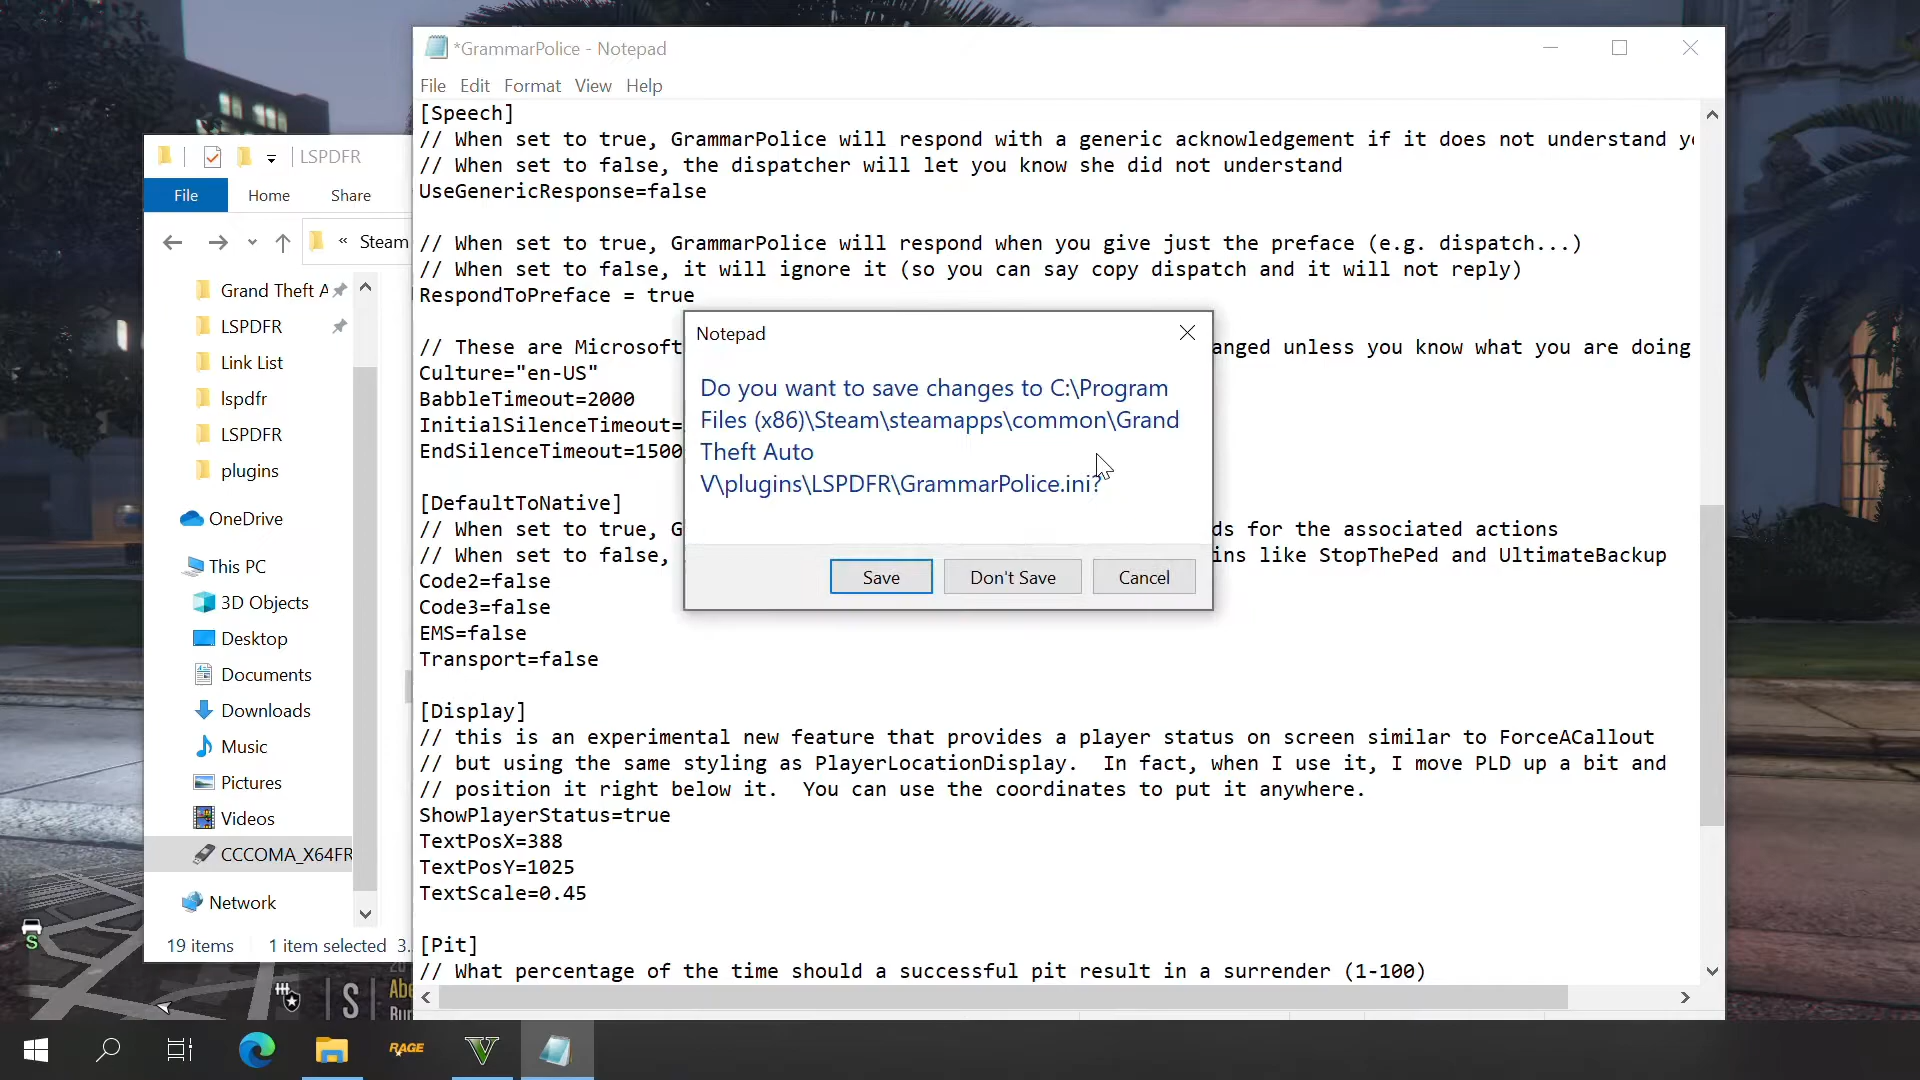 *GrammarPolice - Notepad
File Edit Format View Help
[Speech]
// When set to true, GrammarPolice will respond with a generic acknowledgement if it does not understand
// When set to false, the dispatcher will let you know she did not understand
UseGenericResponse=false
// When set to true, GrammarPolice will respond when you give just the preface (e.g. dispatch...)
// When set to false, it will ignore it (so you can say copy dispatch and it will not reply)
RespondToPreface = true
// These are Microsoft
anged unless you know what you are doing
Culture="en-US"
BabbleTimeout=2000
InitialSilenceTimeout=
EndSilenceTimeout=1500
[DefaultToNative]
// When set to true, G
ds for the associated actions
// When set to false,
ins like StopThePed and UltimateBackup
Code2=false
Code3=false
EMS=false
Transport=false
[Display]
// this is an experimental new feature that provides a player status on screen similar to ForceACallout
// but using the same styling as PlayerLocationDisplay.  In fact, when I use it, I move PLD up a bit and
// position it right below it.  You can use the coordinates to put it anywhere.
ShowPlayerStatus=true
TextPosX=388
TextPosY=1025
TextScale=0.45
[Pit]
// What percentage of the time should a successful pit result in a surrender (1-100)
Notepad
Do you want to save changes to C:\Program
Files (x86)\Steam\steamapps\common\Grand
Theft Auto
V\plugins\LSPDFR\GrammarPolice.ini?
Save Don't Save Cancel
LSPDFR
File Home Share
« Steam
Grand Theft A
LSPDFR
Link List
lspdfr
LSPDFR
plugins
OneDrive
This PC
3D Objects
Desktop
Documents
Downloads
Music
Pictures
Videos
CCCOMA_X64FR
Network
19 items 1 item selected 3.
S
S
Abe
RAGE
V